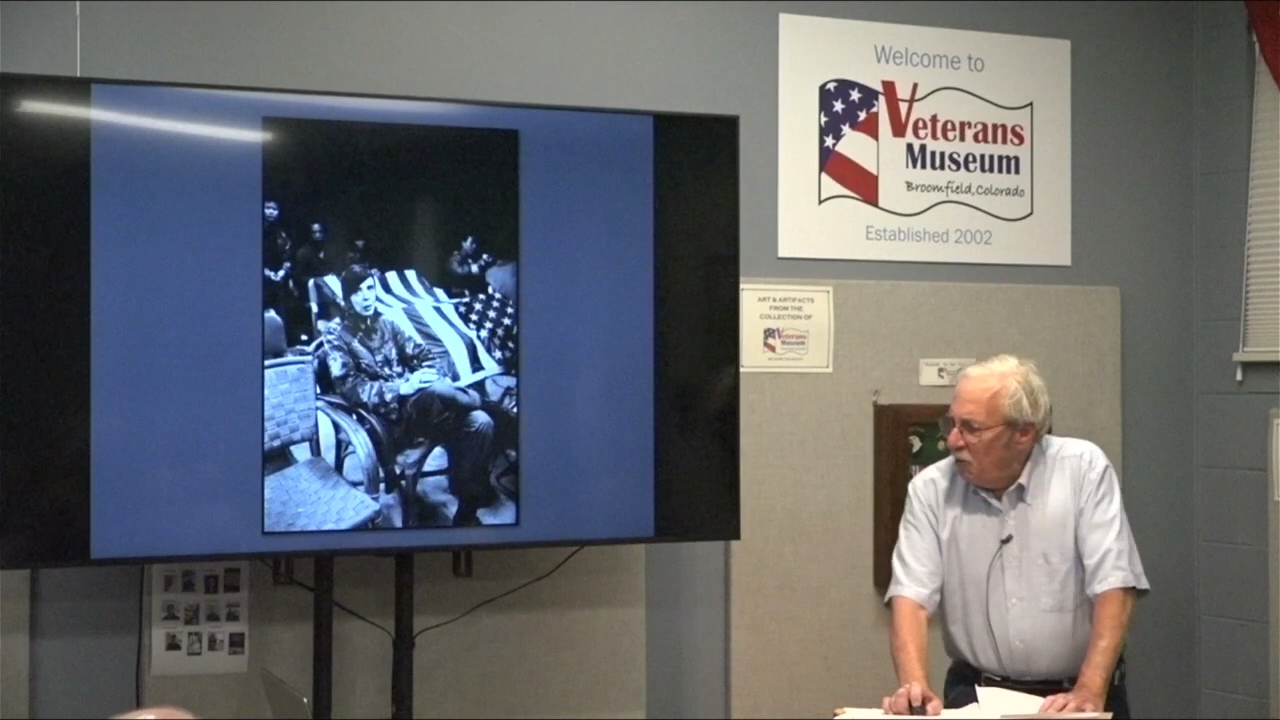 Welcome to
Veterans
Museum
Broomfield, Colorado
Established 2002
ART & ARTIFACTS
FROM THE
COLLECTION OF
Veterans
Museum